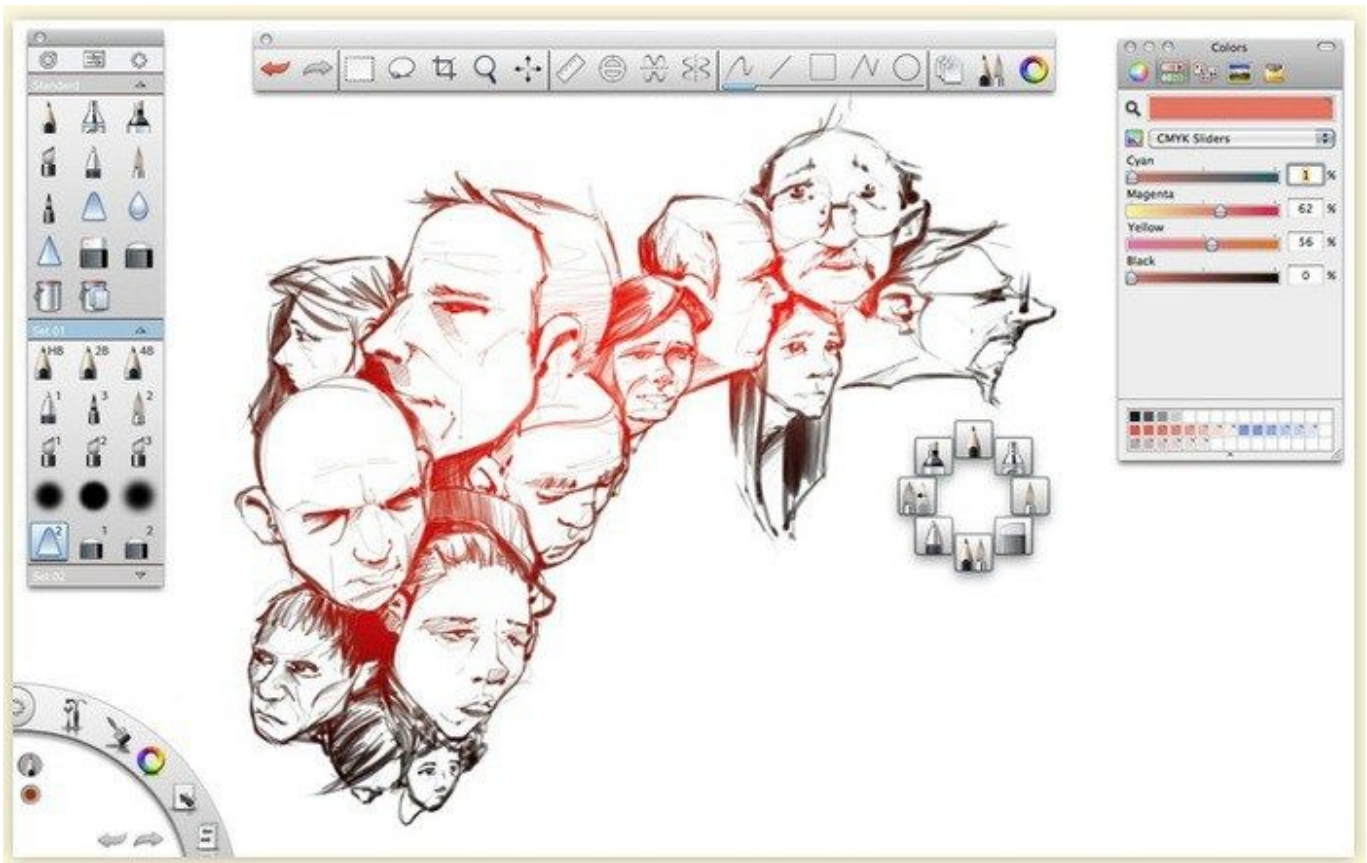 Standard
Set 01
HB
2B
4B
1
3
2
1
2
3
2
1
2
Set 02
Colors
CMYK Sliders
Cyan
1 %
Magenta
62 %
Yellow
56 %
Black
0 %